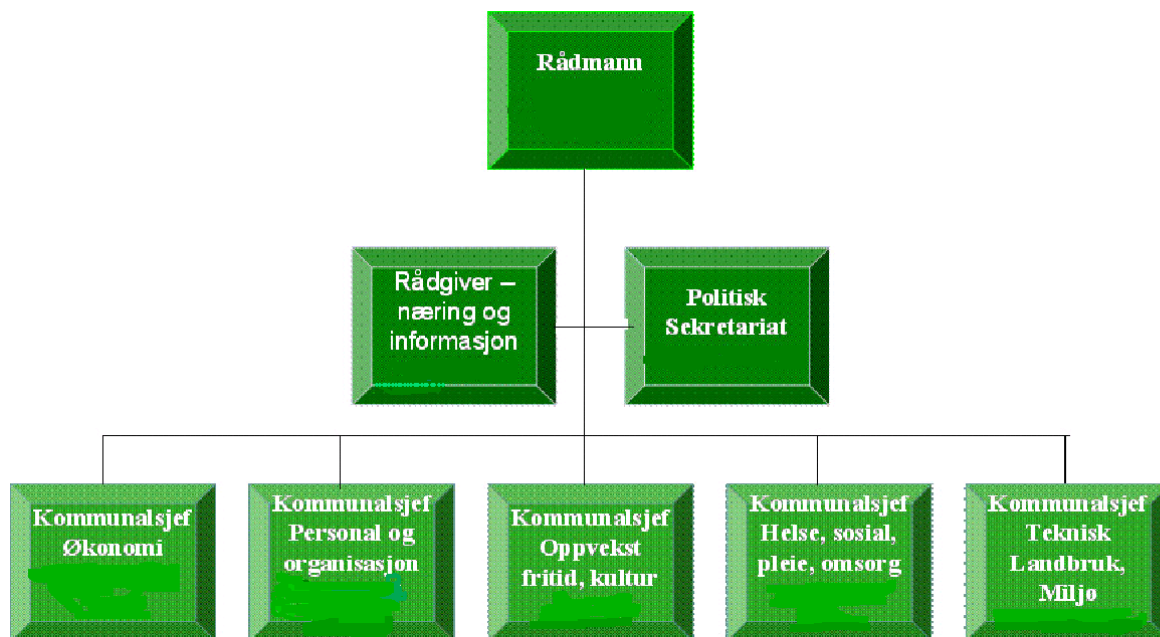 Rådmann
Rådgiver –
næring og
informasjon
Politisk
Sekretariat
Kommunalsjef
Økonomi
Kommunalsjef
Personal og
organisasjon
Kommunalsjef
Oppvekst
fritid, kultur
Kommunalsjef
Helse, sosial,
pleie, omsorg
Kommunalsjef
Teknisk
Landbruk,
Miljø